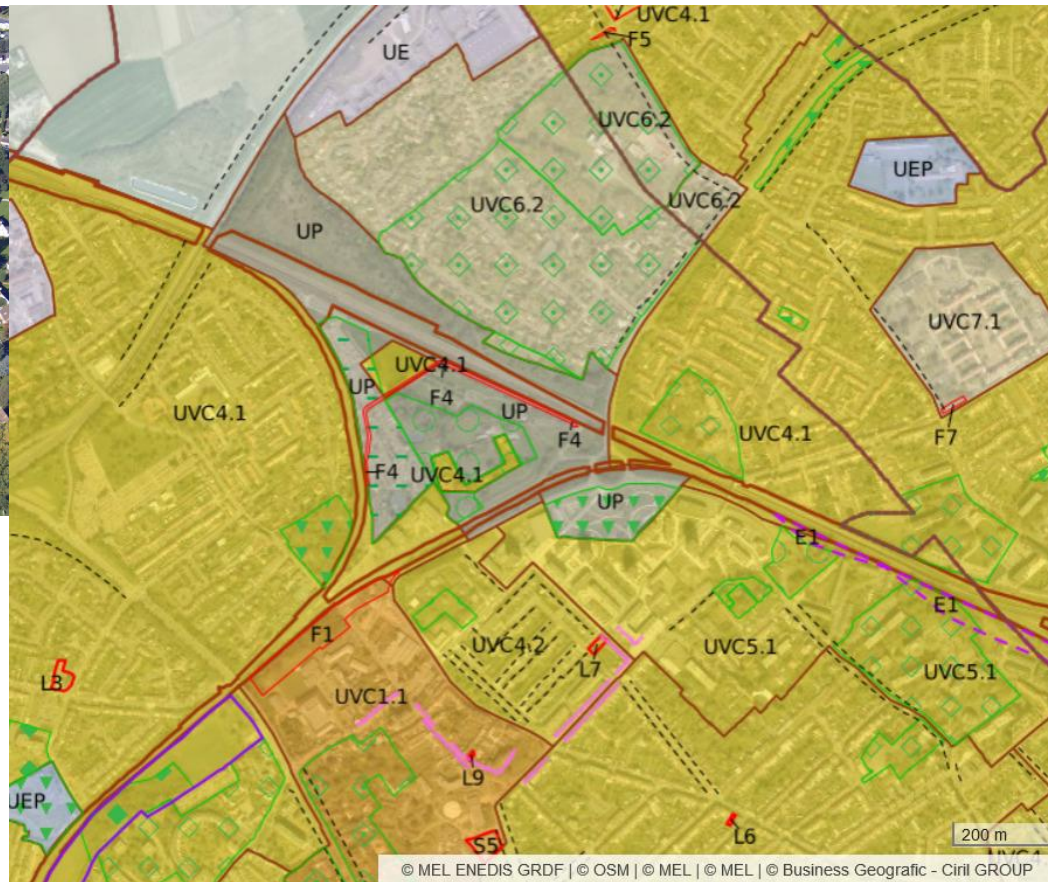 UVC4.1
F5
UE
UVC6.2
UEP
UVC6.2
UVC6.2
UP
UVC7.1
UVC4.1
UP
F4
UP
UVC4.1
F4
UVC4.1
F7
F4
UVC4.1
UP
E1
E1
F1
UVC4.2
UVC5.1
L7
UVC5.1
L3
UVC1.1
L9
UEP
L6
S5
200 m
UVC4.
© MEL ENEDIS GRDF | © OSM | © MEL | © MEL | © Business Geografic - Ciril GROUP